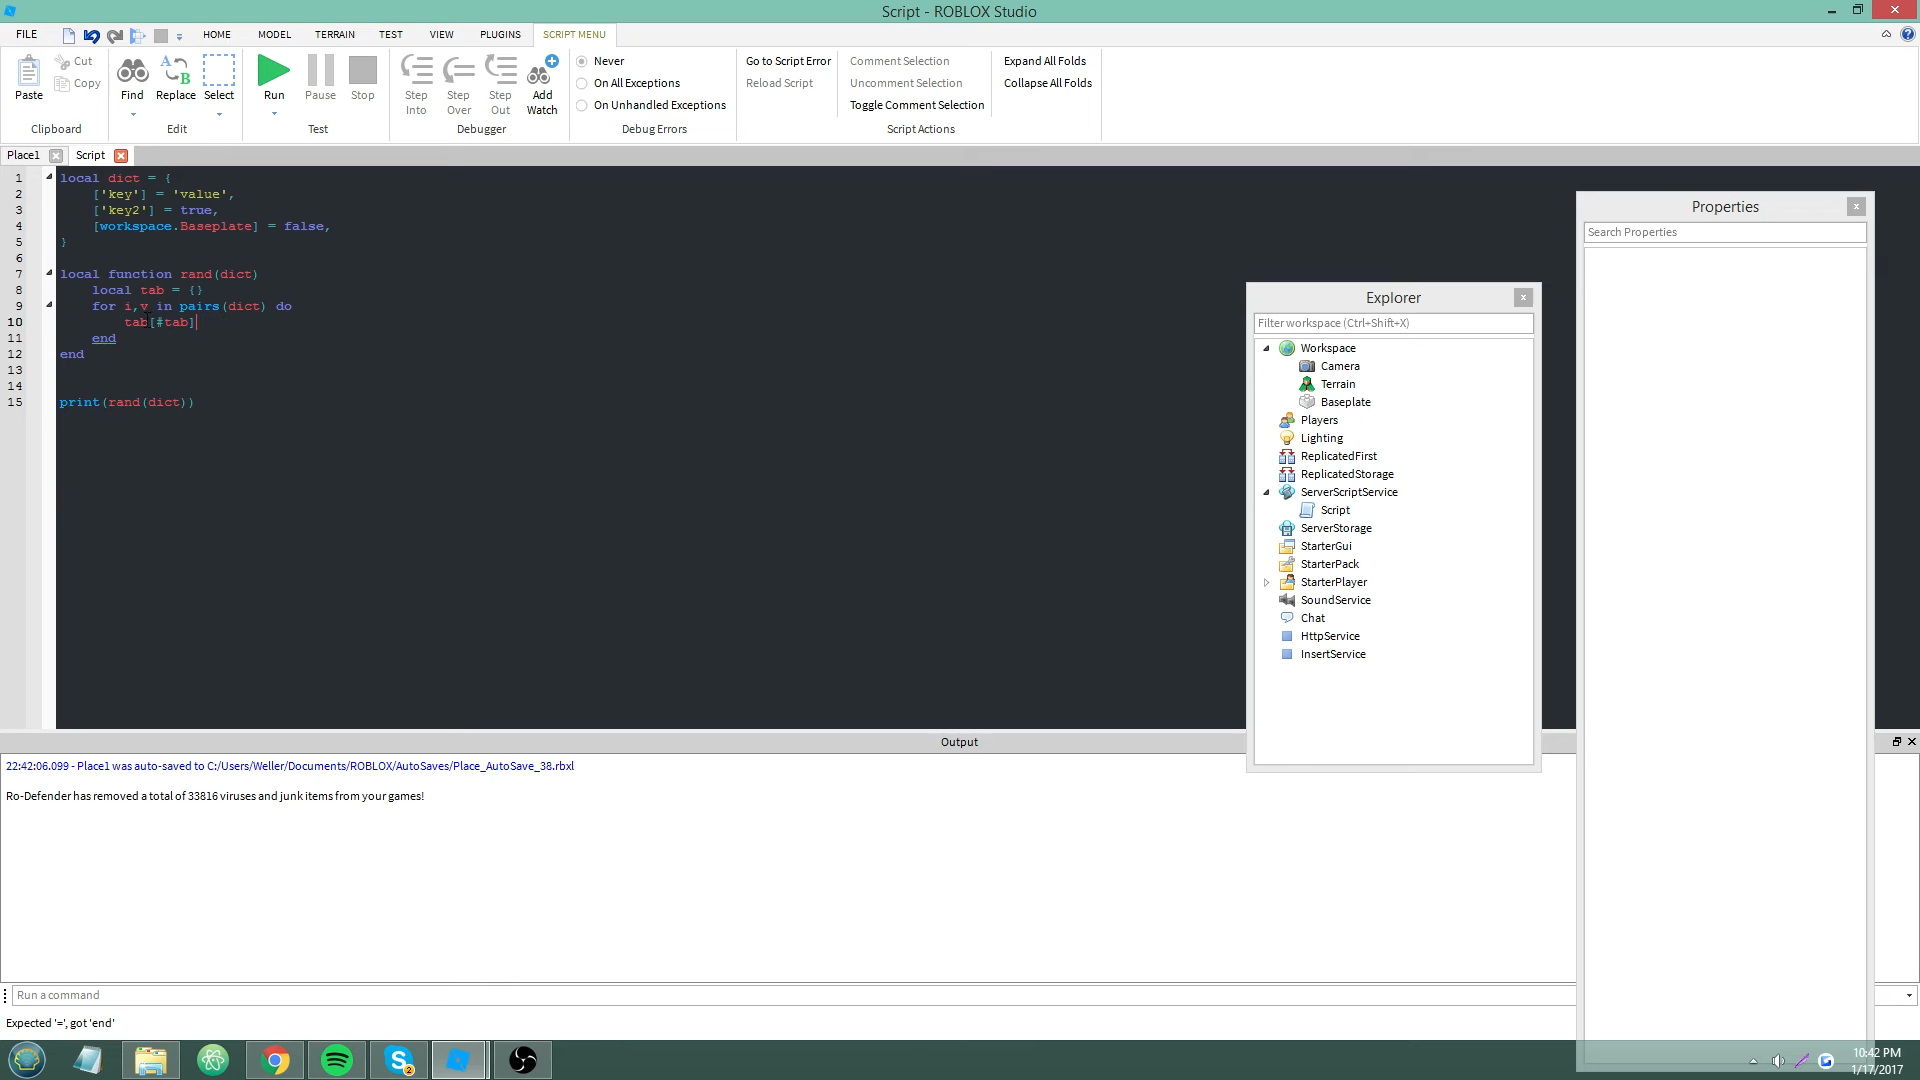 Script - ROBLOX Studio
FILE HOME MODEL TERRAIN TEST VIEW PLUGINS SCRIPT MENU
Paste
Cut
Copy
Clipboard
Find
Replace
Select
Edit
Run
Pause
Stop
Test
Step Into
Step Over
Step Out
Add Watch
Debugger
Never
On All Exceptions
On Unhandled Exceptions
Debug Errors
Go to Script Error
Reload Script
Comment Selection
Uncomment Selection
Toggle Comment Selection
Script Actions
Expand All Folds
Collapse All Folds
Place1
Script
1 local dict = {
2 ['key'] = 'value',
3 ['key2'] = true,
4 [workspace.Baseplate] = false,
5 }
6
7 local function rand(dict)
8 local tab = {}
9 for i,v in pairs(dict) do
10 tab[#tab]
11 end
12 end
13
14
15 print(rand(dict))
Explorer
Filter workspace (Ctrl+Shift+X)
Workspace
Camera
Terrain
Baseplate
Players
Lighting
ReplicatedFirst
ReplicatedStorage
ServerScriptService
Script
ServerStorage
StarterGui
StarterPack
StarterPlayer
SoundService
Chat
HttpService
InsertService
Properties
Search Properties
Output
22:42:06.099 - Place1 was auto-saved to C:/Users/Weller/Documents/ROBLOX/AutoSaves/Place_AutoSave_38.rbxl
Ro-Defender has removed a total of 33816 viruses and junk items from your games!
Run a command
Expected '=', got 'end'
2
10:42 PM
1/17/2017